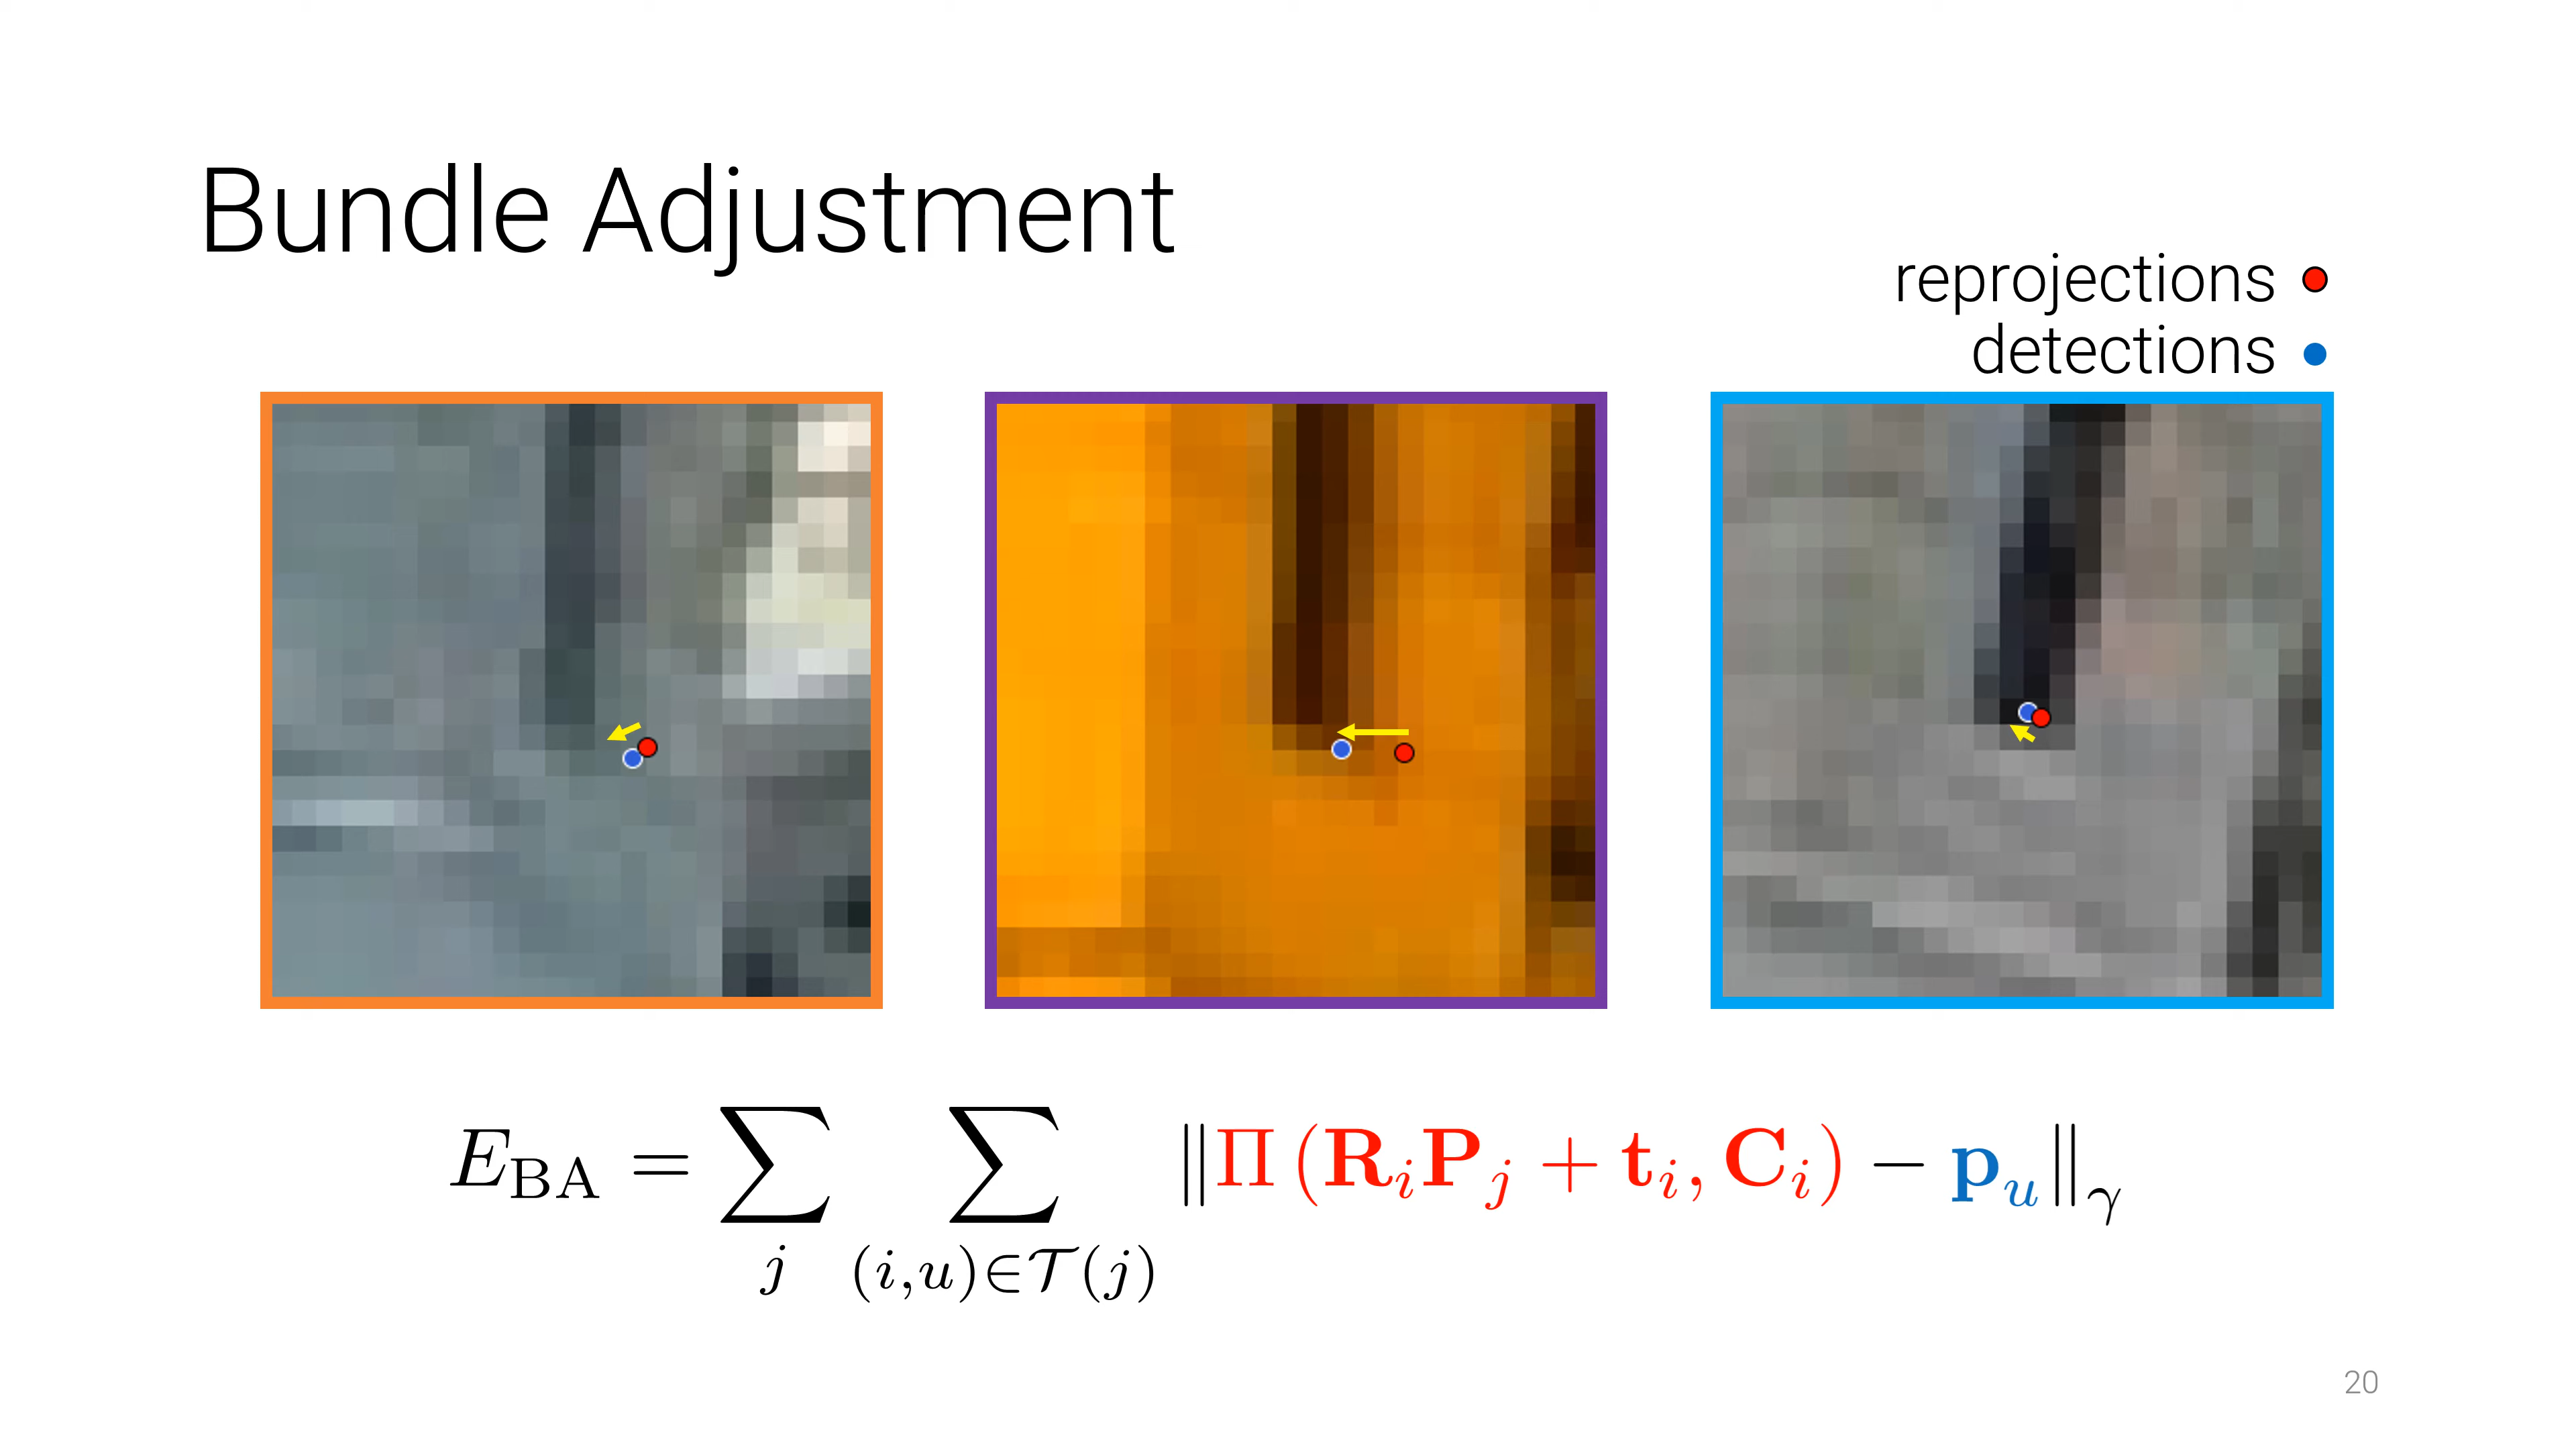 Bundle Adjustment
reprojections
detections
E_BA = ∑_j ∑_{(i,u)∈𝒯(j)} ‖Π(R_i P_j + t_i, C_i) − p_u‖_γ
20